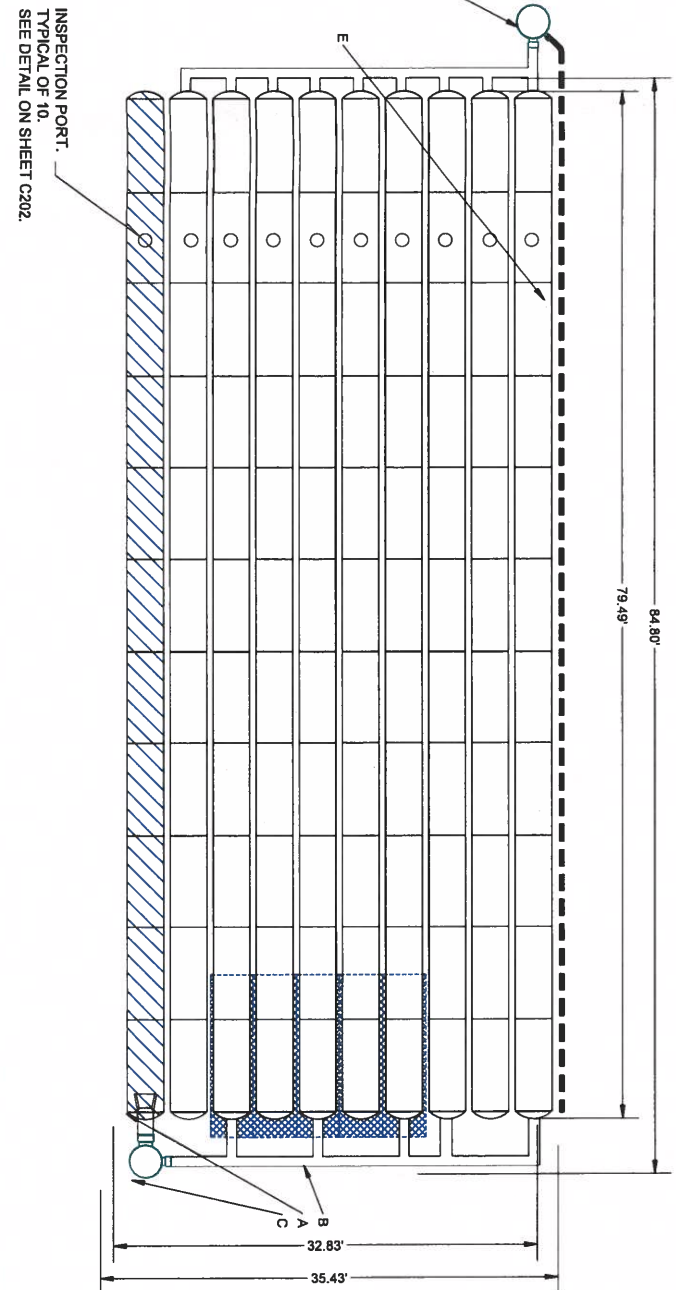 INSPECTION PORT.
TYPICAL OF 10.
SEE DETAIL ON SHEET C202.
E
79.49'
84.80'
B
A
C
32.83'
35.43'